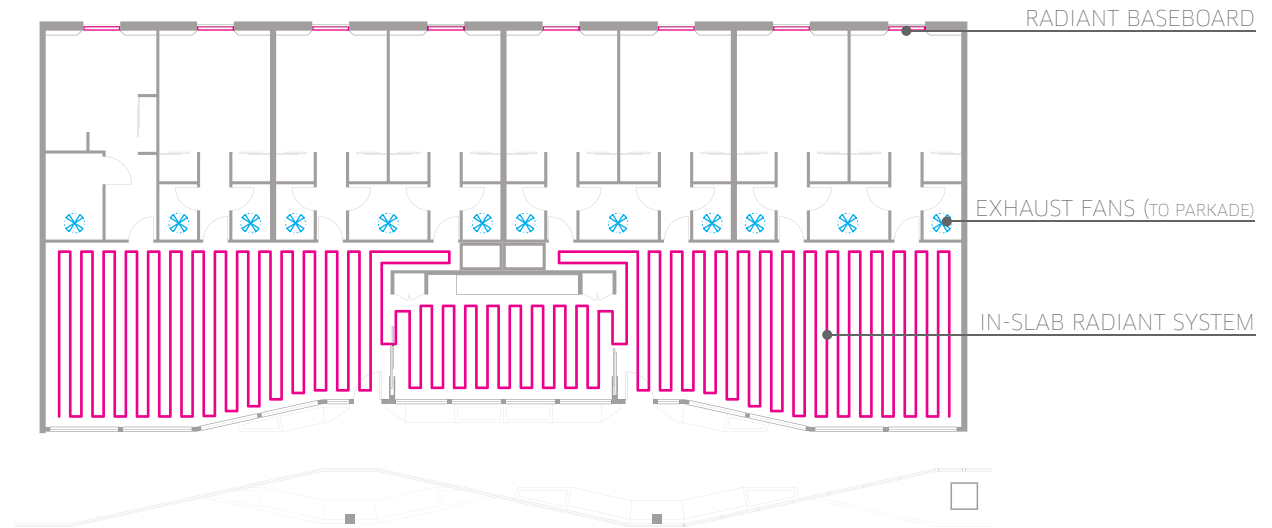 RADIANT BASEBOARD
EXHAUST FANS (TO PARKADE)
IN-SLAB RADIANT SYSTEM